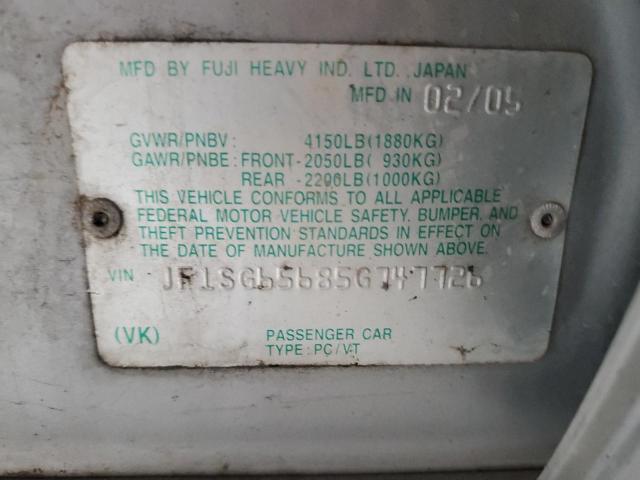 MFD BY FUJI HEAVY IND. LTD. JAPAN
MFD IN 02/05
GVWR/PNBV: 4150LB(1880KG)
GAWR/PNBE: FRONT-2050LB( 930KG)
REAR -2200LB(1000KG)
THIS VEHICLE CONFORMS TO ALL APPLICABLE
FEDERAL MOTOR VEHICLE SAFETY, BUMPER, AND
THEFT PREVENTION STANDARDS IN EFFECT ON
THE DATE OF MANUFACTURE SHOWN ABOVE.
VIN JF1SG65685G747726
(VK) PASSENGER CAR
TYPE:PC/VT